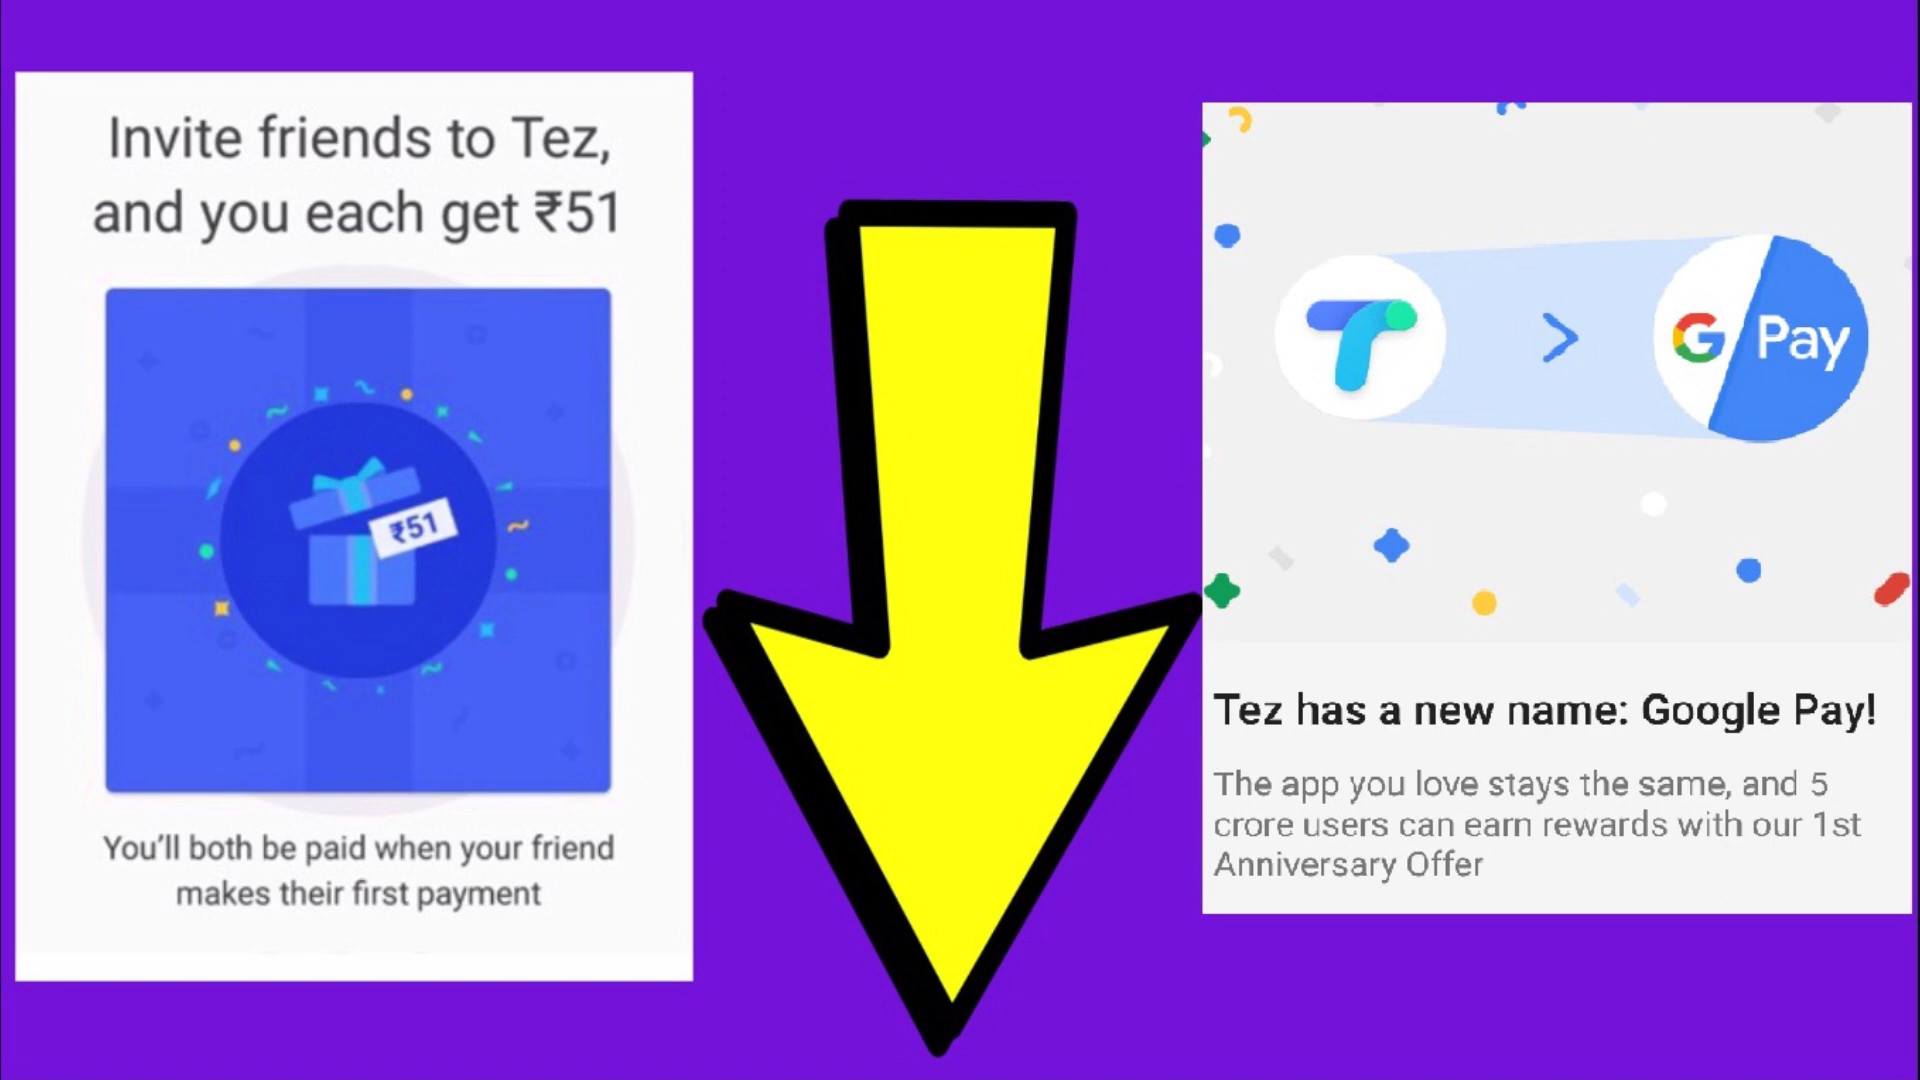 Invite friends to Tez,
and you each get ₹51
₹51
You'll both be paid when your friend
makes their first payment
G Pay
Tez has a new name: Google Pay!
The app you love stays the same, and 5
crore users can earn rewards with our 1st
Anniversary Offer